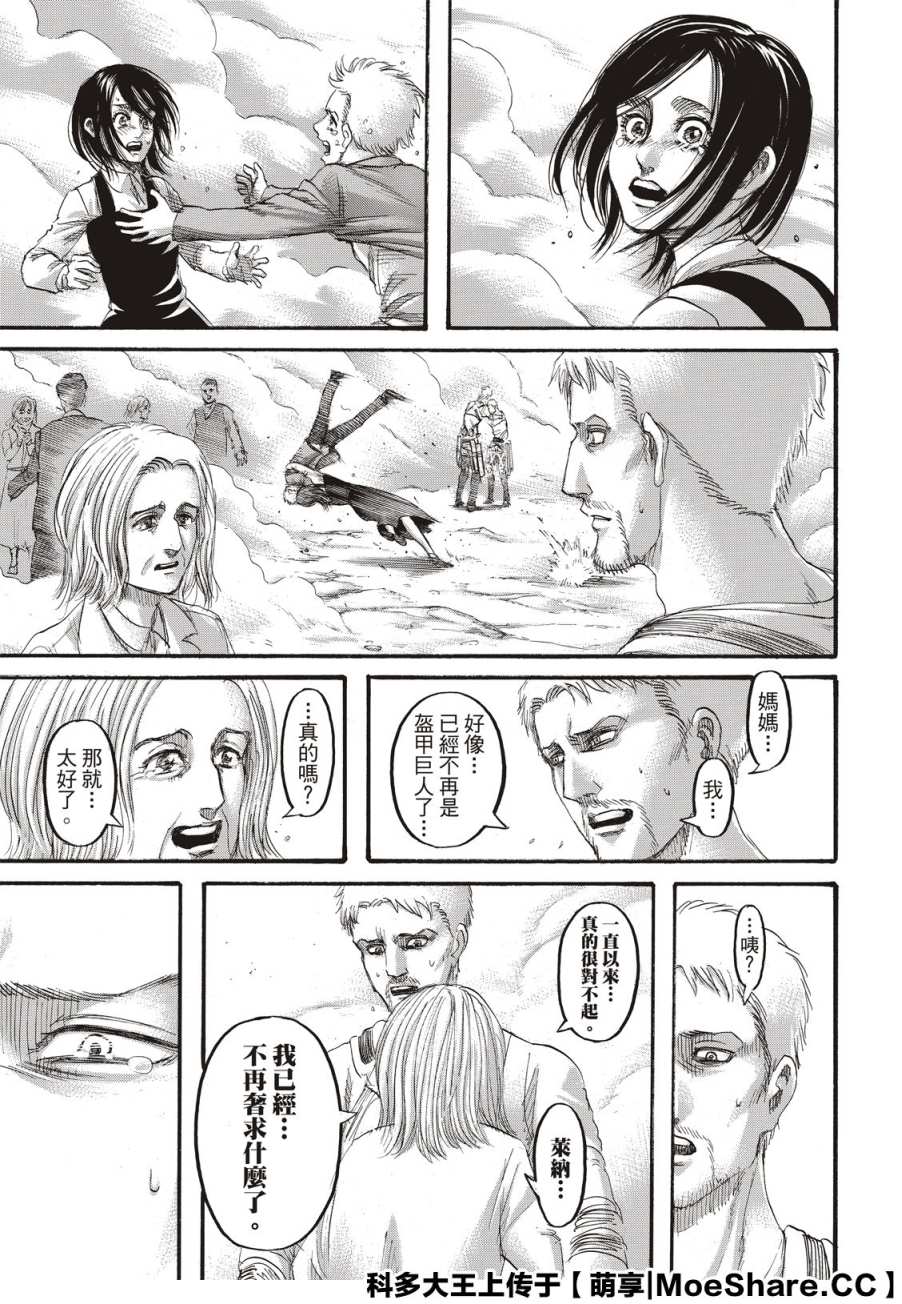 媽媽…
我…
好像…
已經不再是
盔甲巨人了…
…真的嗎？
那就…
太好了。
…咦？
一直以來…
真的很對不起。
萊納…
我已經…
不再奢求什麼了。
科多大王上传于【萌享|MoeShare.CC】